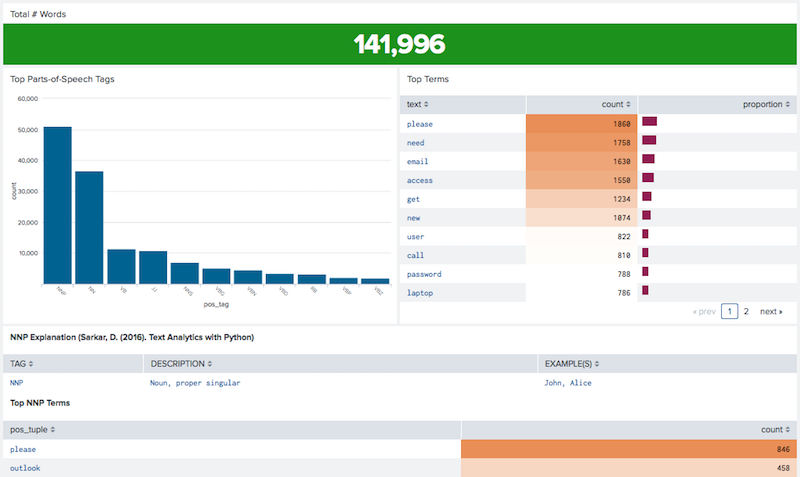 Total # Words
141,996
Top Parts-of-Speech Tags
60,000
50,000
40,000
30,000
20,000
10,000
count
NNP NN VB JJ NNS VBG VBN VBD RB VBP VBZ
pos_tag
Top Terms
text count proportion
please 1860
need 1758
email 1630
access 1550
get 1234
new 1074
user 822
call 810
password 788
laptop 786
« prev 1 2 next »
NNP Explanation (Sarkar, D. (2016). Text Analytics with Python)
TAG DESCRIPTION EXAMPLE(S)
NNP Noun, proper singular John, Alice
Top NNP Terms
pos_tuple count
please 846
outlook 458